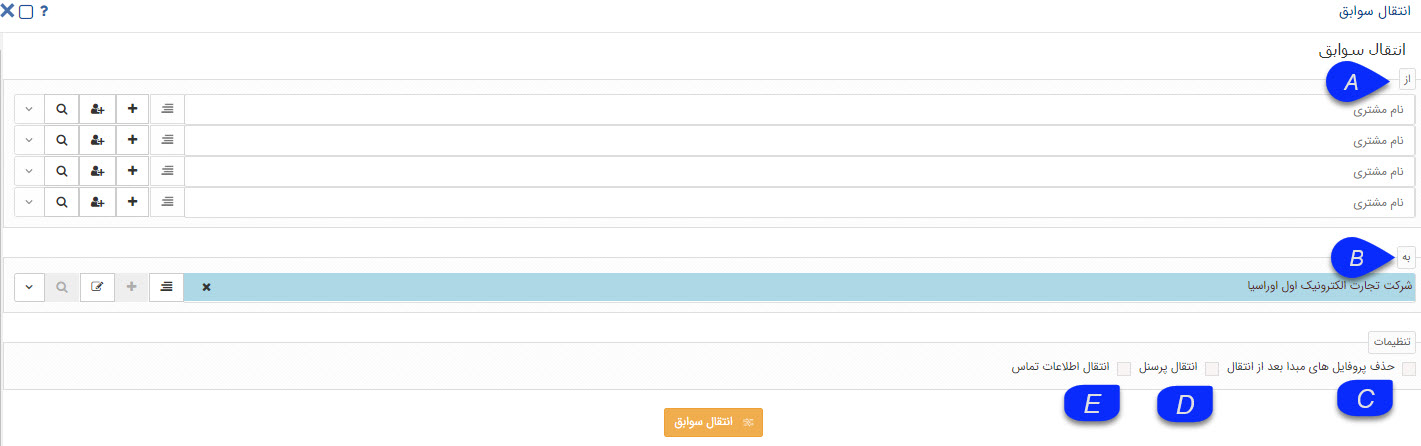 انتقال سوابق ?
انتقال سوابق
از
A
نام مشتری
نام مشتری
نام مشتری
نام مشتری
به
B
شرکت تجارت الکترونیک اول اوراسیا
تنظیمات
حذف پروفایل های مبدا بعد از انتقال انتقال پرسنل انتقال اطلاعات تماس
C D E
انتقال سوابق